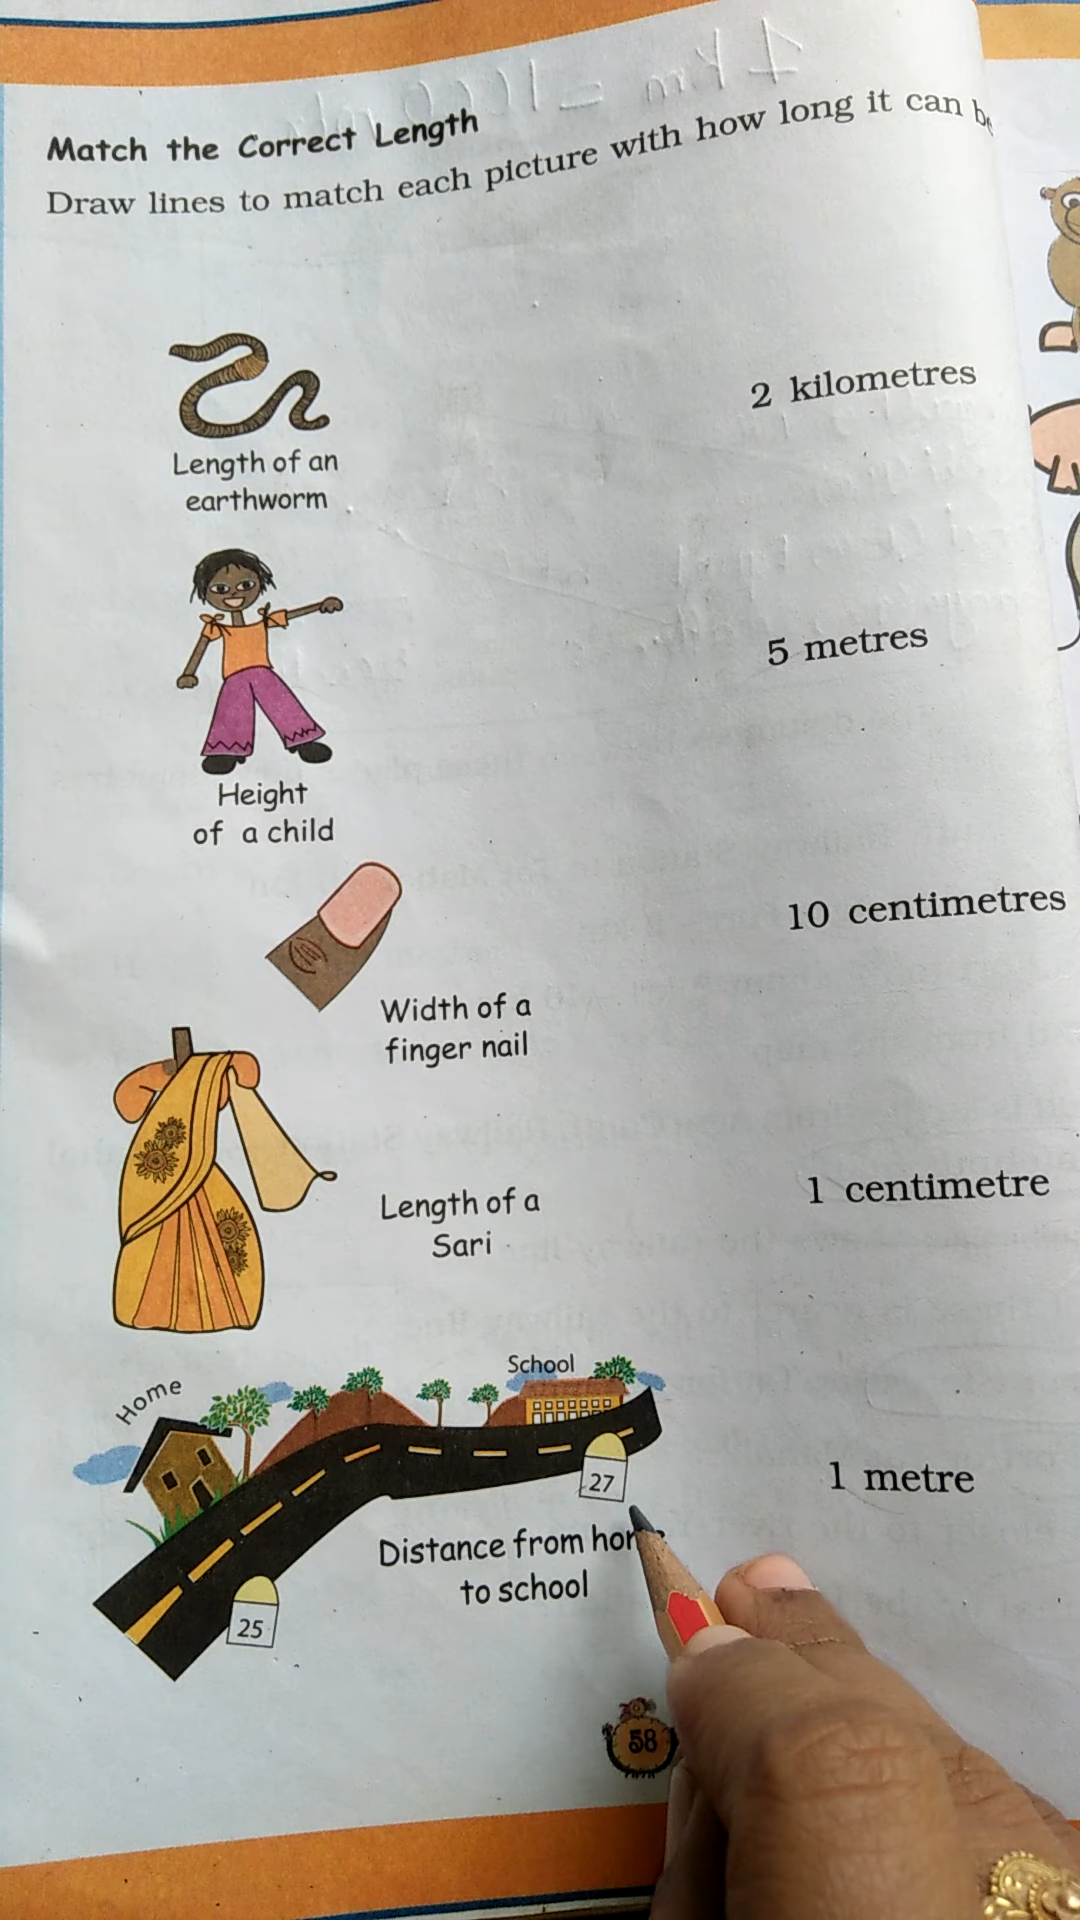 Match the Correct Length
Draw lines to match each picture with how long it can
Length of an
earthworm
2 kilometres
Height
of a child
5 metres
Width of a
finger nail
10 centimetres
Length of a
Sari
1 centimetre
Home
School
27
25
Distance from
to school
1 metre
58